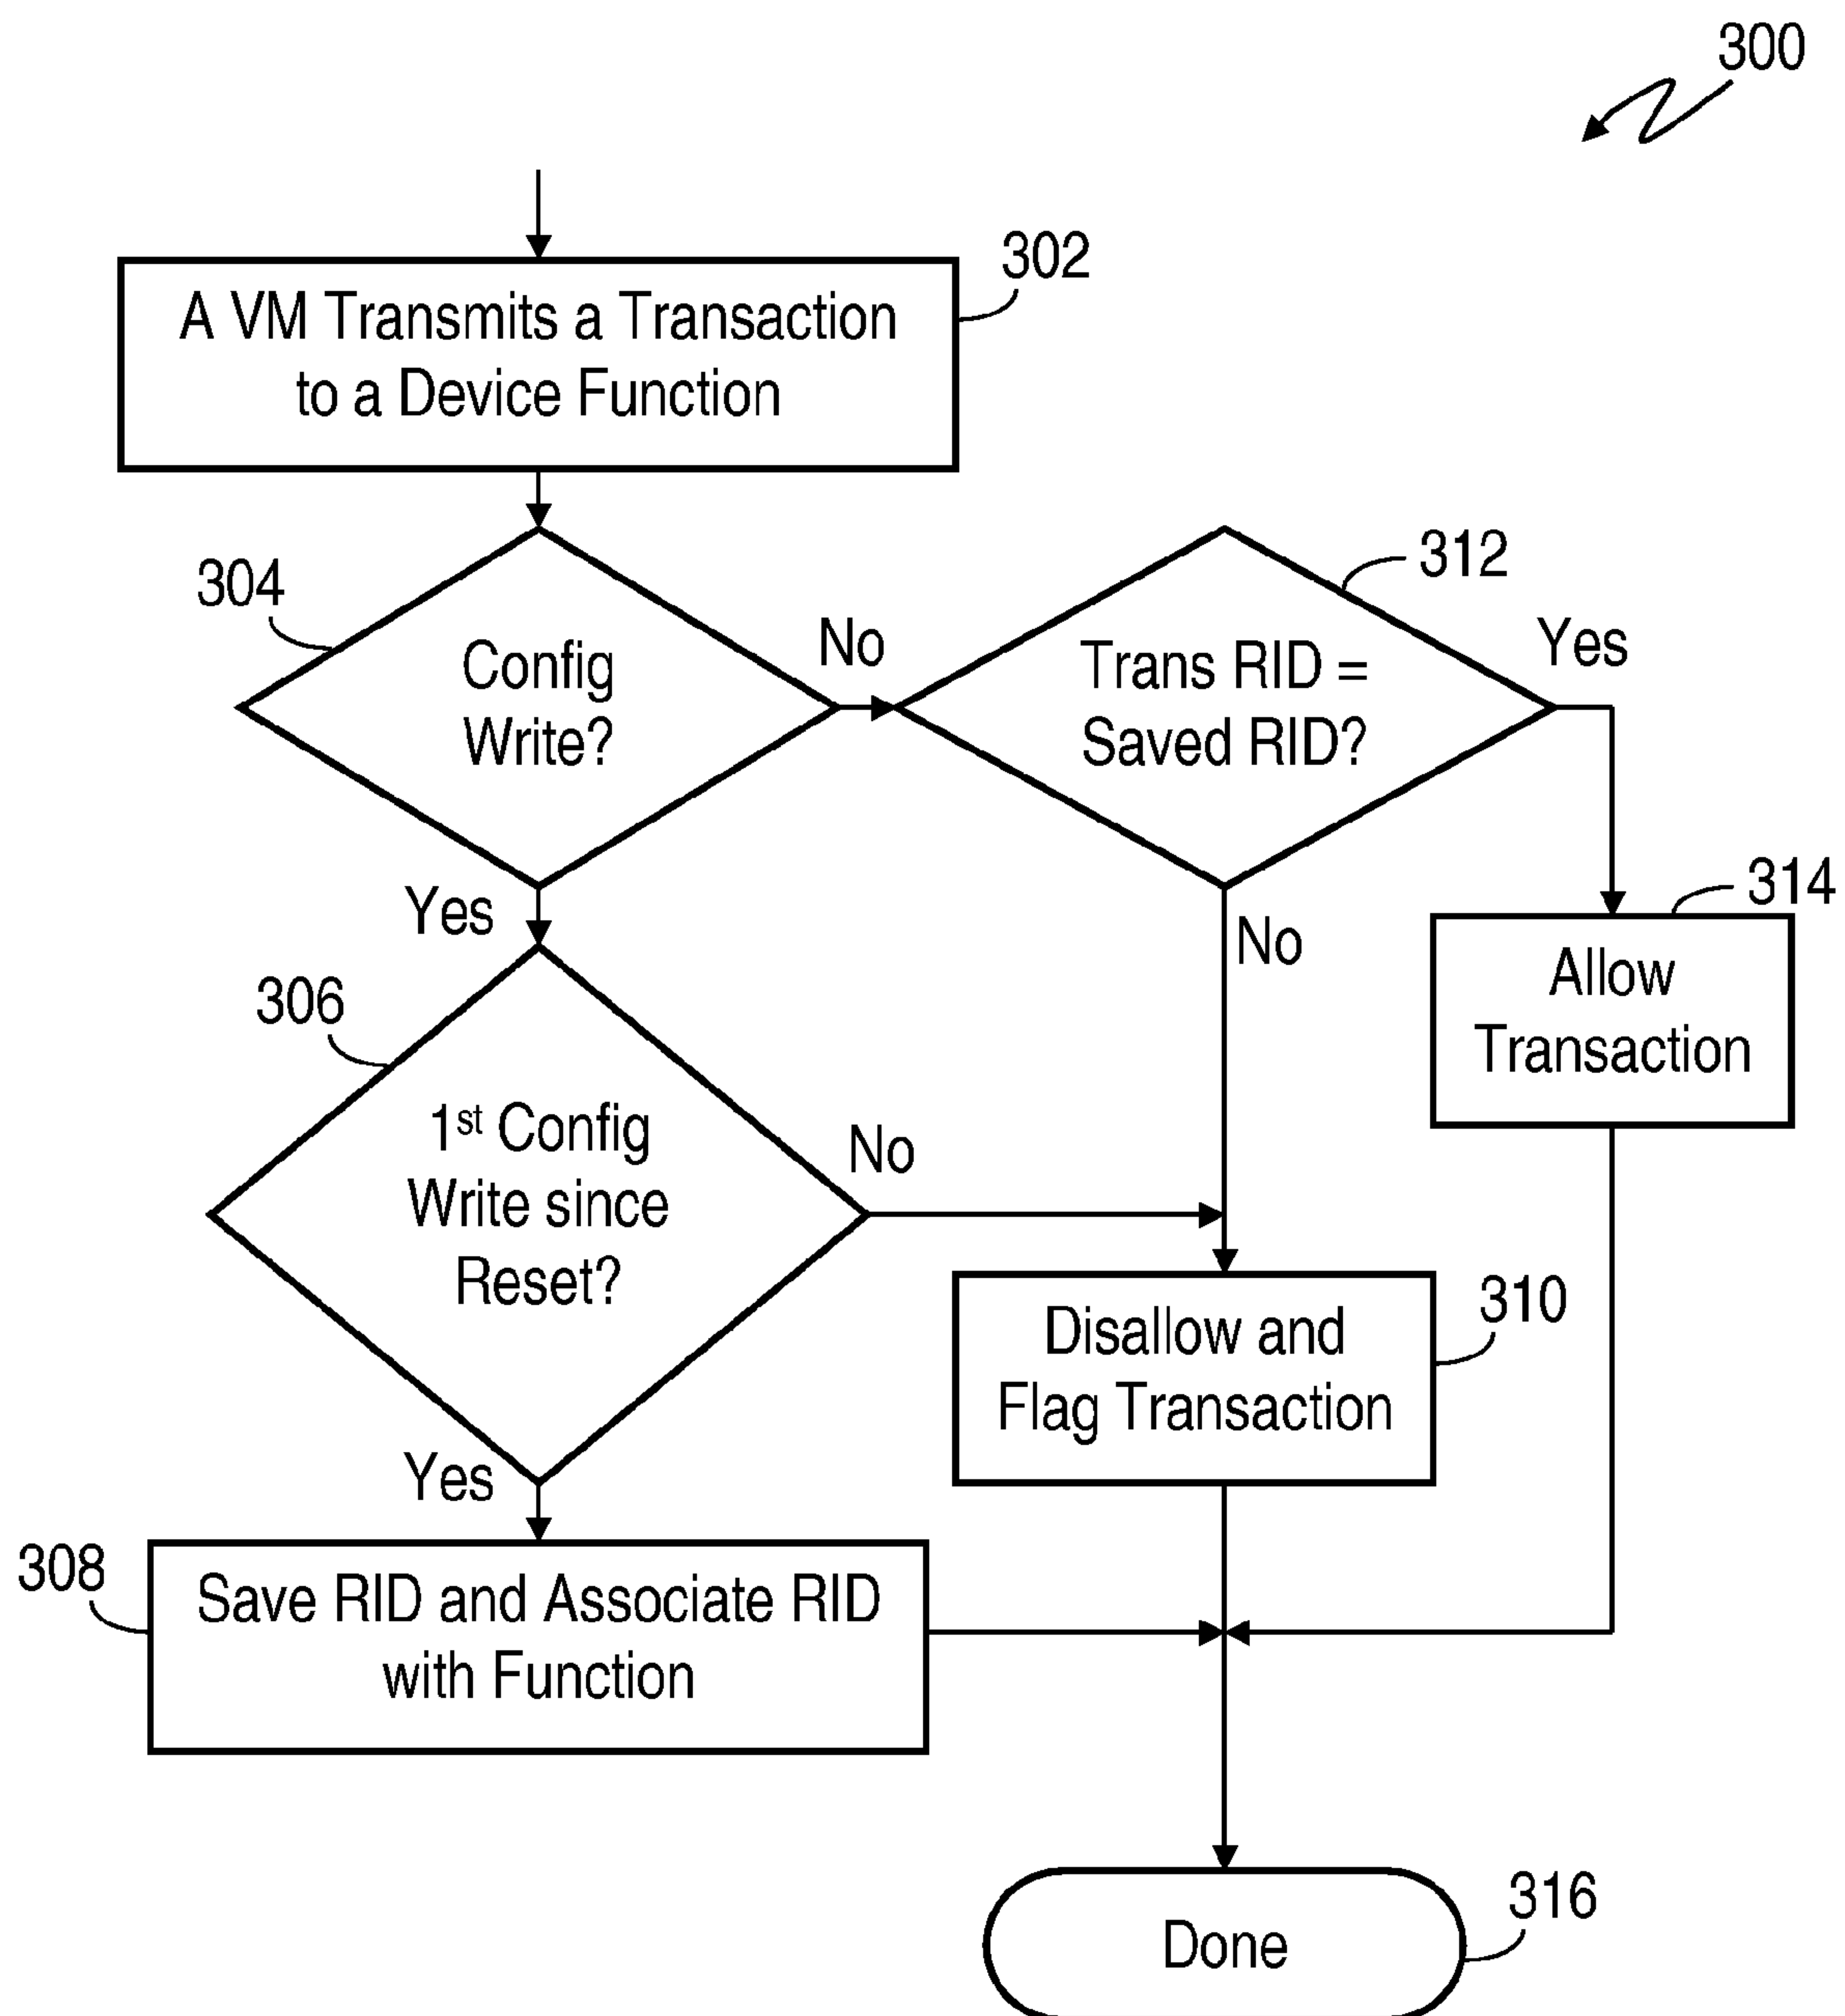 300
302
A VM Transmits a Transaction
to a Device Function
304
Config
Write?
No
312
Trans RID =
Saved RID?
Yes
Yes
No
314
Allow
Transaction
306
1st Config
Write since
Reset?
No
310
Disallow and
Flag Transaction
Yes
308
Save RID and Associate RID
with Function
316
Done